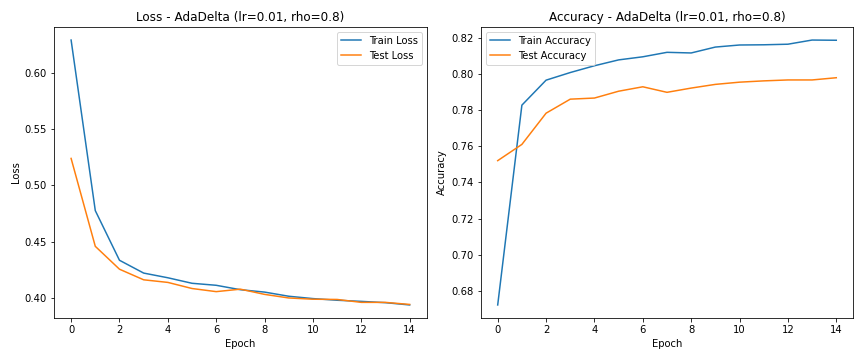 Loss - AdaDelta (lr=0.01, rho=0.8)
Train Loss
Test Loss
Loss
0.60
0.55
0.50
0.45
0.40
0 2 4 6 8 10 12 14
Epoch
Accuracy - AdaDelta (lr=0.01, rho=0.8)
Train Accuracy
Test Accuracy
Accuracy
0.82
0.80
0.78
0.76
0.74
0.72
0.70
0.68
0 2 4 6 8 10 12 14
Epoch